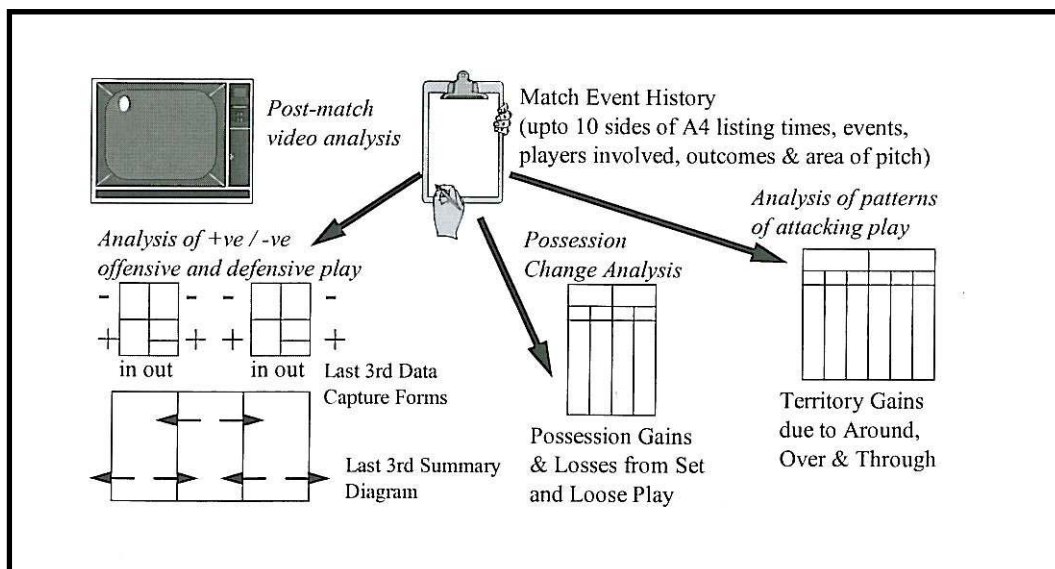 Post-match
video analysis
Match Event History
(upto 10 sides of A4 listing times, events,
players involved, outcomes & area of pitch)
Analysis of +ve / -ve
offensive and defensive play
- - - -
+ + + +
in out in out
Last 3rd Data
Capture Forms
Last 3rd Summary
Diagram
Possession
Change Analysis
Possession Gains
& Losses from Set
and Loose Play
Analysis of patterns
of attacking play
Territory Gains
due to Around,
Over & Through